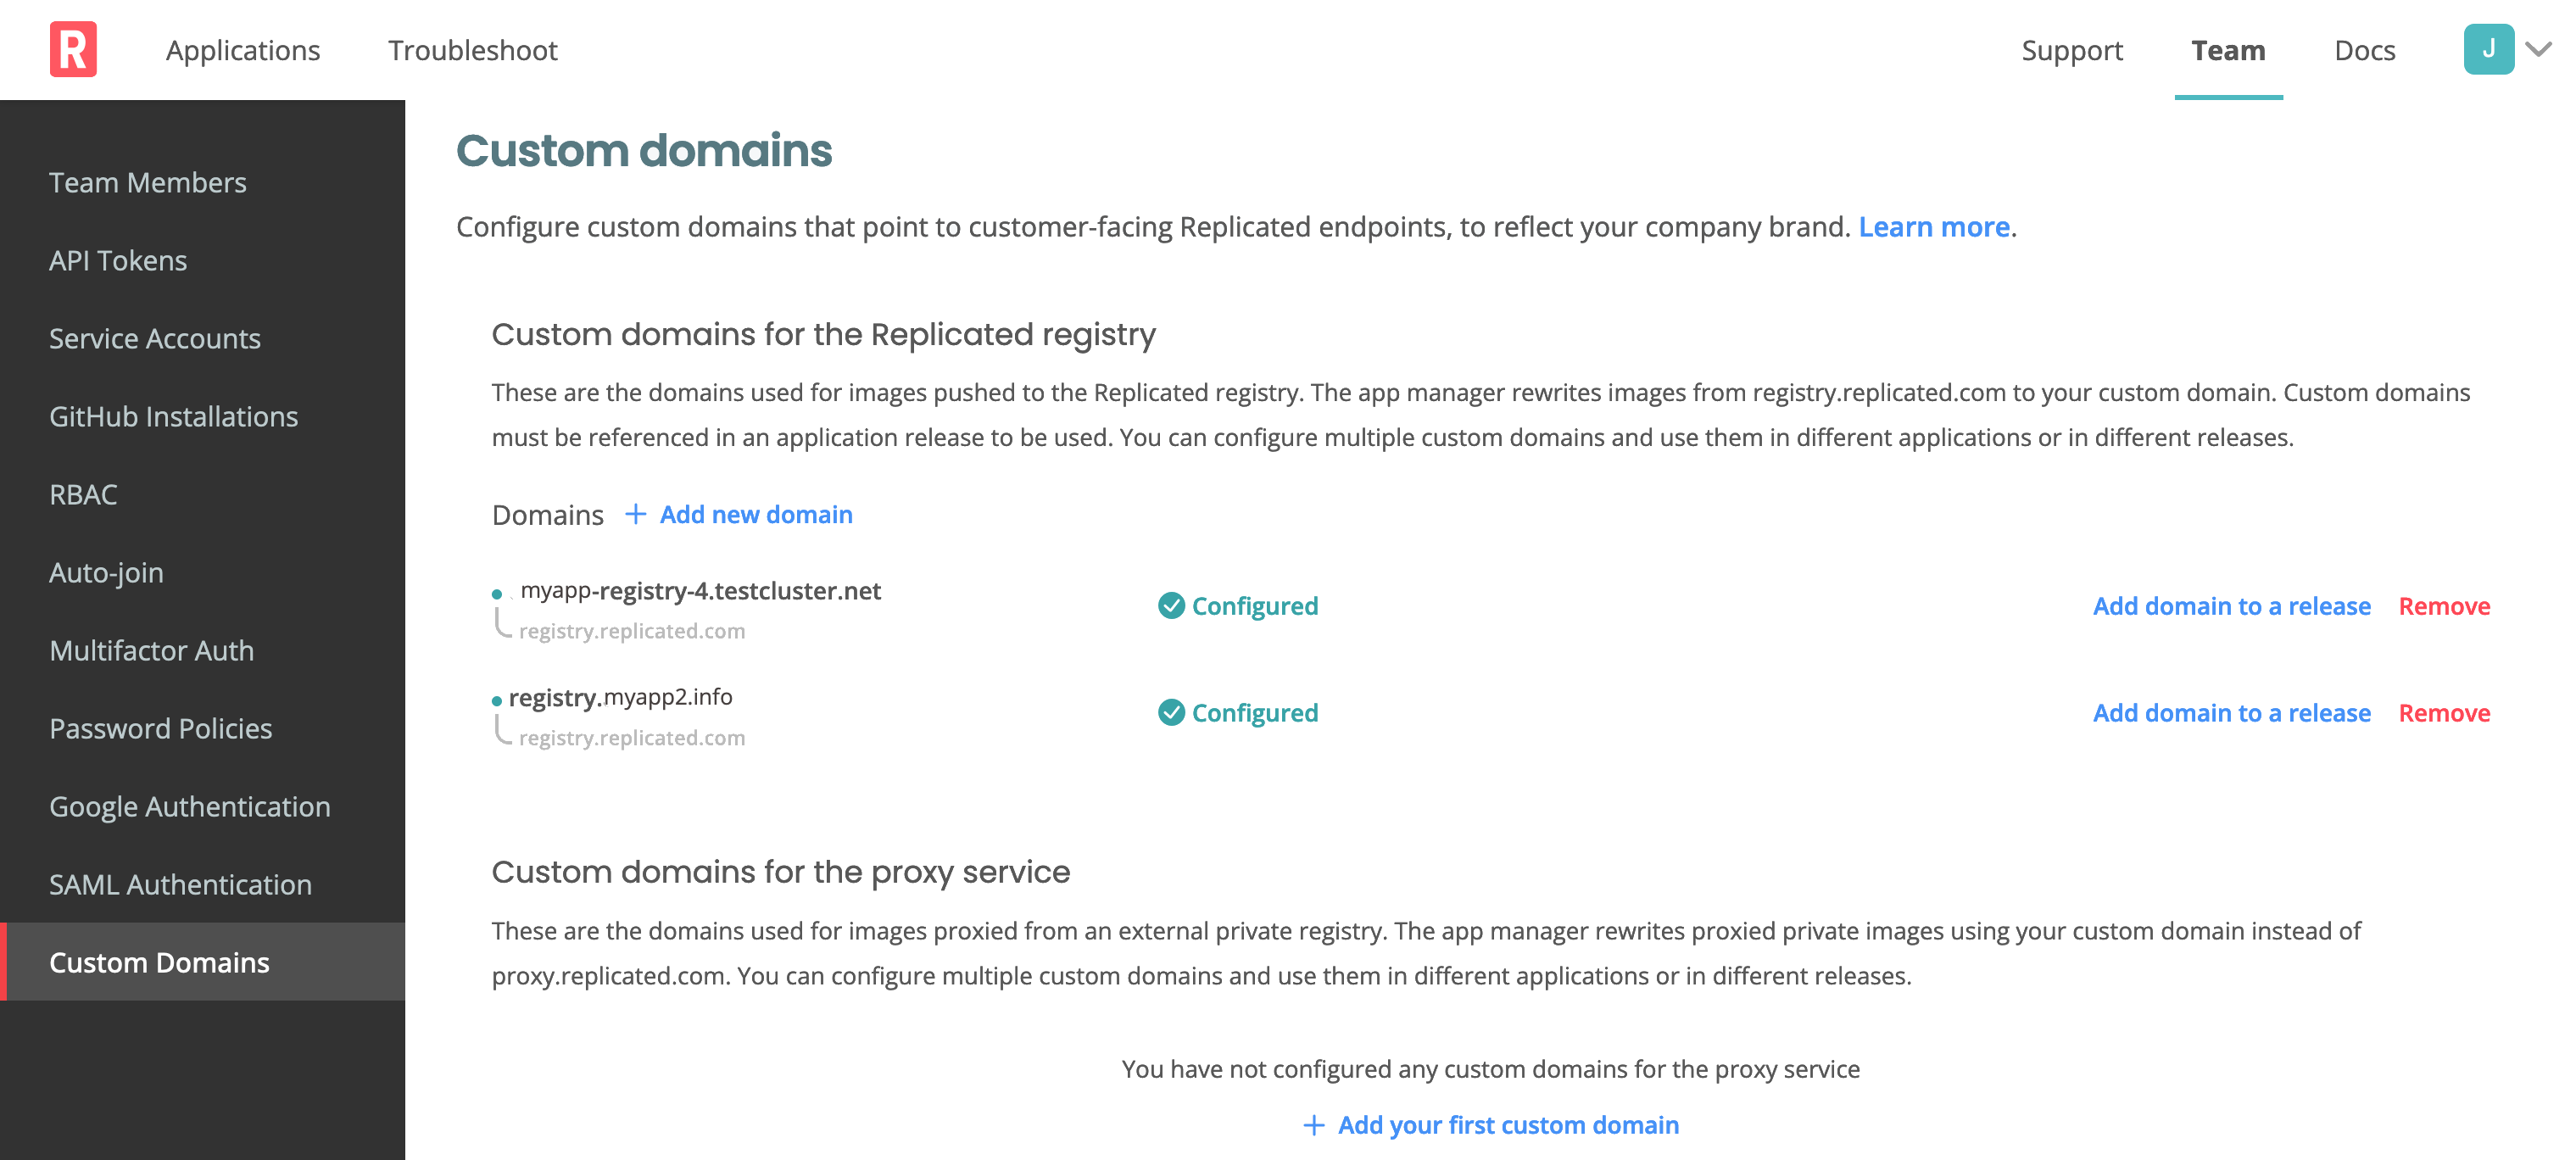 R
Applications
Troubleshoot
Support
Team
Docs
J
Team Members
API Tokens
Service Accounts
GitHub Installations
RBAC
Auto-join
Multifactor Auth
Password Policies
Google Authentication
SAML Authentication
Custom Domains
Custom domains
Configure custom domains that point to customer-facing Replicated endpoints, to reflect your company brand. Learn more.
Custom domains for the Replicated registry
These are the domains used for images pushed to the Replicated registry. The app manager rewrites images from registry.replicated.com to your custom domain. Custom domains
must be referenced in an application release to be used. You can configure multiple custom domains and use them in different applications or in different releases.
Domains + Add new domain
myapp-registry-4.testcluster.net
registry.replicated.com
Configured
Add domain to a release
Remove
registry.myapp2.info
registry.replicated.com
Configured
Add domain to a release
Remove
Custom domains for the proxy service
These are the domains used for images proxied from an external private registry. The app manager rewrites proxied private images using your custom domain instead of
proxy.replicated.com. You can configure multiple custom domains and use them in different applications or in different releases.
You have not configured any custom domains for the proxy service
+ Add your first custom domain